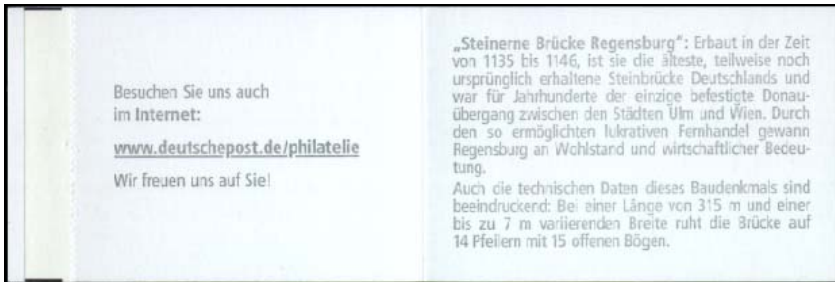 Besuchen Sie uns auch
im Internet:
www.deutschepost.de/philatelie
Wir freuen uns auf Sie!
„Steinerne Brücke Regensburg“: Erbaut in der Zeit
von 1135 bis 1146, ist sie die älteste, teilweise noch
ursprünglich erhaltene Steinbrücke Deutschlands und
war für Jahrhunderte der einzige befestigte Donau-
übergang zwischen den Städten Ulm und Wien. Durch
den so ermöglichten lukrativen Fernhandel gewann
Regensburg an Wohlstand und wirtschaftlicher Bedeu-
tung.
Auch die technischen Daten dieses Baudenkmals sind
beeindruckend: Bei einer Länge von 315 m und einer
bis zu 7 m variierenden Breite ruht die Brücke auf
14 Pfeilern mit 15 offenen Bögen.